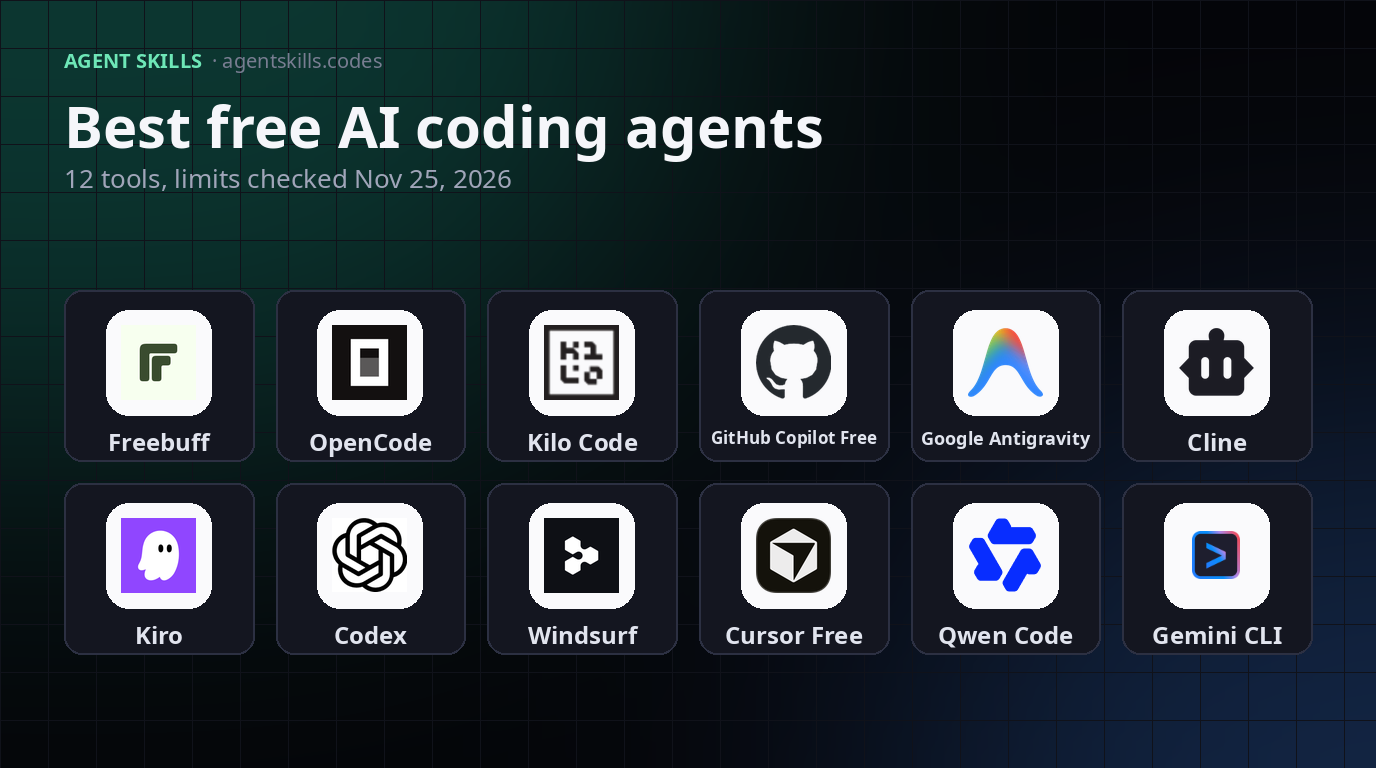 AGENT SKILLS · agentskills.codes
Best free AI coding agents
12 tools, limits checked Nov 25, 2026
Freebuff
OpenCode
K1LO
Kilo Code
GitHub Copilot Free
Google Antigravity
Cline
Kiro
Codex
Windsurf
Cursor Free
Qwen Code
>
Gemini CLI